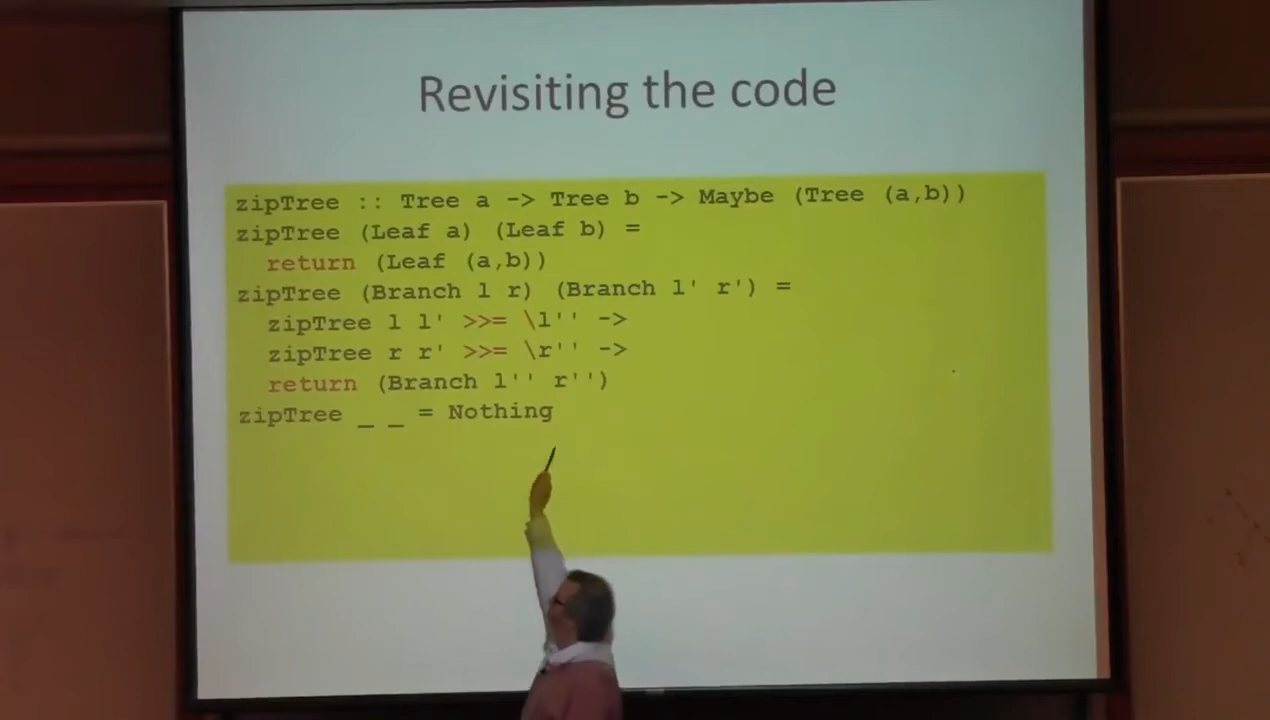 Revisiting the code
zipTree :: Tree a -> Tree b -> Maybe (Tree (a,b))
zipTree (Leaf a) (Leaf b) =
  return (Leaf (a,b))
zipTree (Branch l r) (Branch l' r') =
  zipTree l l' >>= \l'' ->
  zipTree r r' >>= \r'' ->
  return (Branch l'' r'')
zipTree _ _ = Nothing